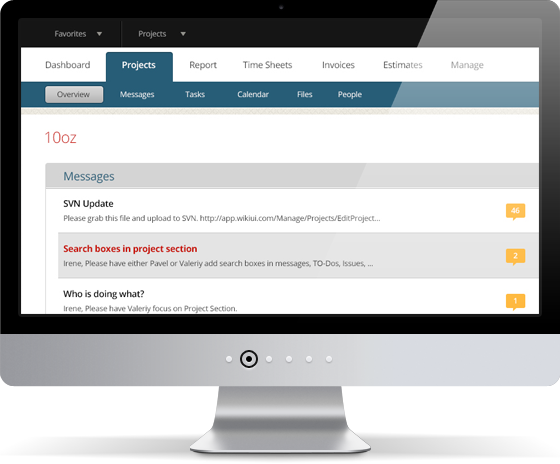 Favorites Projects
Dashboard Projects Report Time Sheets Invoices Estimates Manage
Overview Messages Tasks Calendar Files People
10oz
Messages
SVN Update
Please grab this file and upload to SVN. http://app.wikiui.com/Manage/Projects/EditProject...
46
Search boxes in project section
Irene, Please have either Pavel or Valeriy add search boxes in messages, TO-Dos, Issues, ...
2
Who is doing what?
Irene, Please have Valeriy focus on Project Section.
1